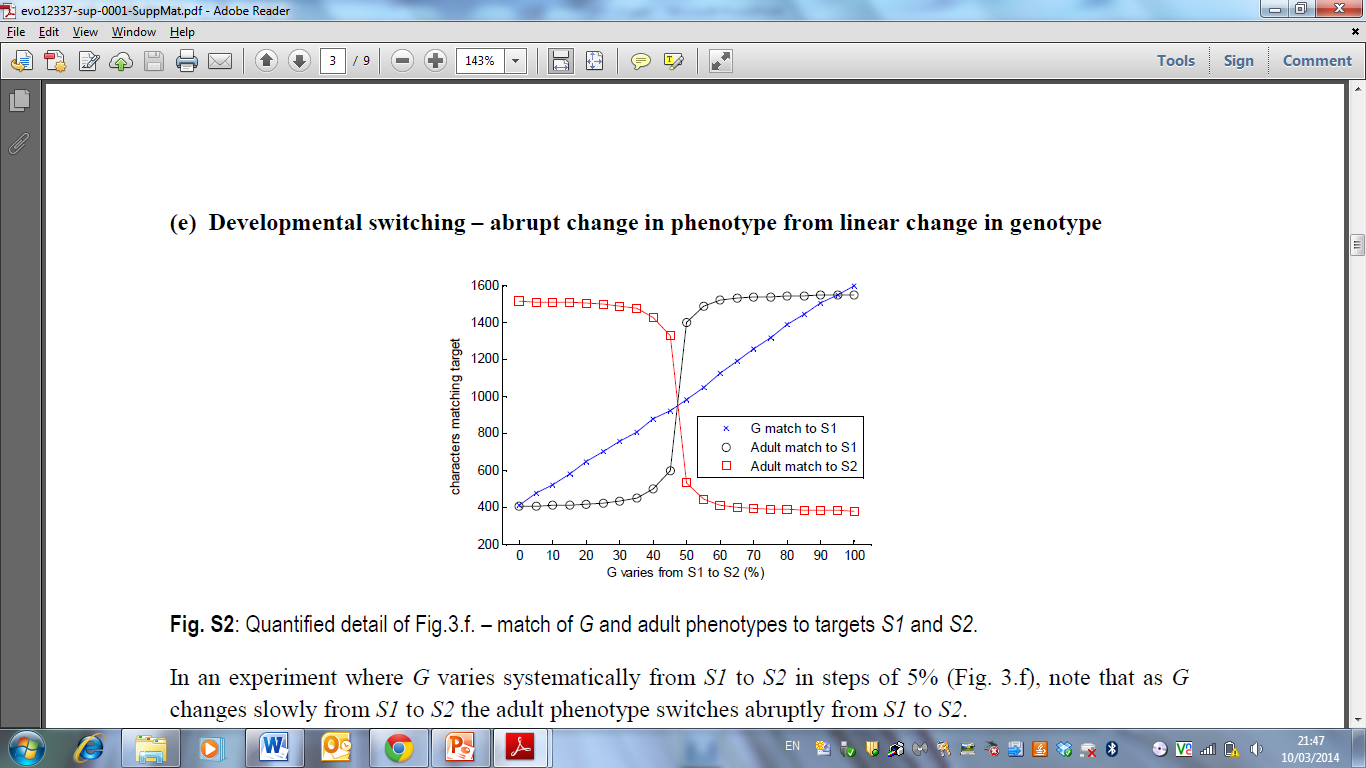 evo12337-sup-0001-SuppMat.pdf - Adobe Reader
File Edit View Window Help
3 / 9 143% Tools Sign Comment
(e) Developmental switching – abrupt change in phenotype from linear change in genotype
1600
1400
1200
1000
800
600
400
200
characters matching target
G match to S1
Adult match to S1
Adult match to S2
0 10 20 30 40 50 60 70 80 90 100
G varies from S1 to S2 (%)
Fig. S2: Quantified detail of Fig.3.f. – match of G and adult phenotypes to targets S1 and S2.
In an experiment where G varies systematically from S1 to S2 in steps of 5% (Fig. 3.f), note that as G
changes slowly from S1 to S2 the adult phenotype switches abruptly from S1 to S2.
EN
21:47
10/03/2014